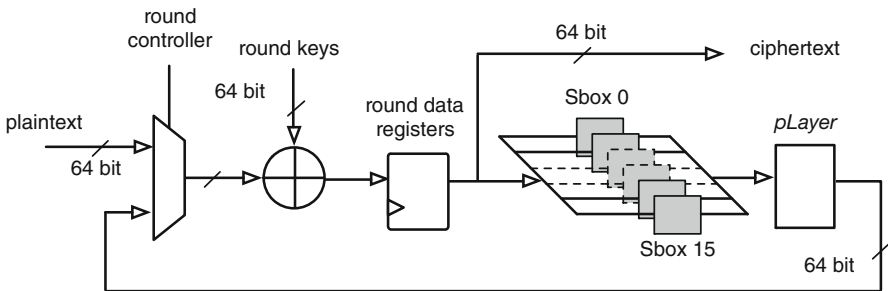 round
controller
round keys
64 bit
ciphertext
64 bit
round data
registers
Sbox 0
pLayer
plaintext
64 bit
Sbox 15
64 bit